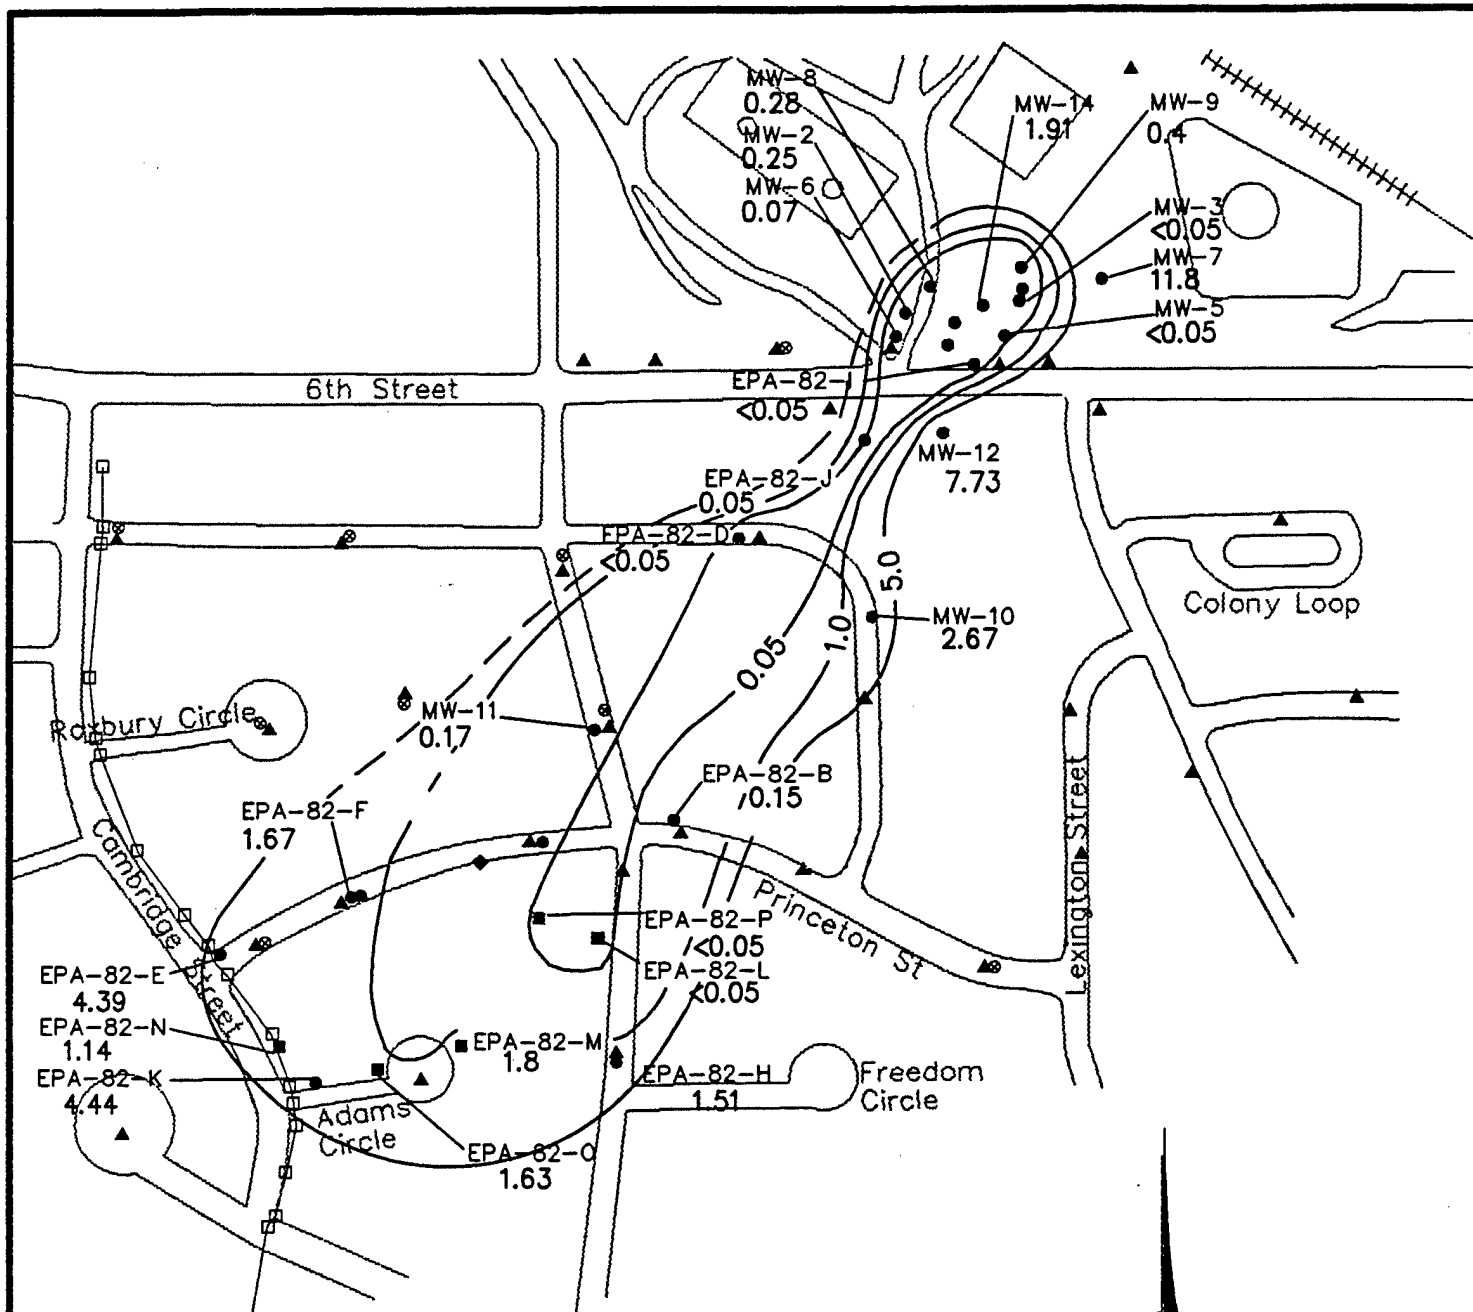 MW-8
0.28
MW-2
0.25
MW-6
0.07
MW-14
1.91
MW-9
0.4
MW-3
<0.05
MW-7
11.8
MW-5
<0.05
6th Street
EPA-82-I
<0.05
MW-12
7.73
EPA-82-J
0.05
EPA-82-D
<0.05
5.0
1.0
0.05
MW-10
2.67
Colony Loop
Roxbury Circle
MW-11
0.17
EPA-82-B
0.15
EPA-82-F
1.67
Cambridge Street
Lexington Street
Princeton St
EPA-82-P
<0.05
EPA-82-L
<0.05
EPA-82-E
4.39
EPA-82-N
1.14
EPA-82-K
4.44
EPA-82-M
1.8
EPA-82-H
1.51
Freedom
Circle
Adams
Circle
EPA-82-O
1.63